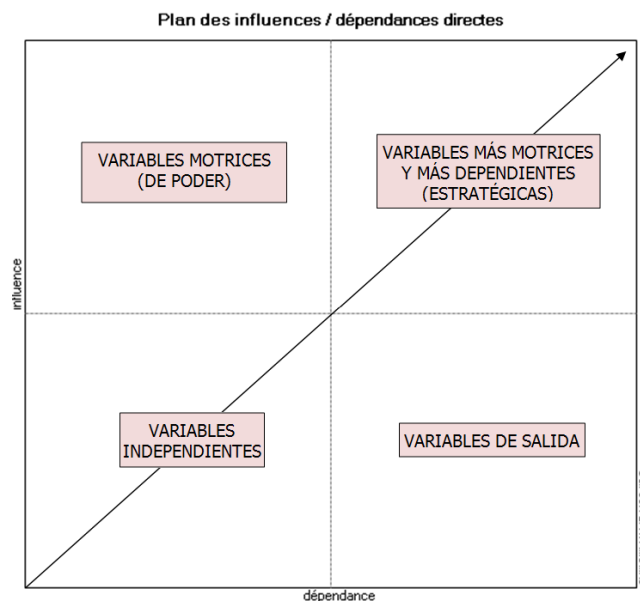 Plan des influences / dépendances directes
VARIABLES MOTRICES
(DE PODER)
VARIABLES MÁS MOTRICES
Y MÁS DEPENDIENTES
(ESTRATÉGICAS)
influence
VARIABLES
INDEPENDIENTES
VARIABLES DE SALIDA
dépendance